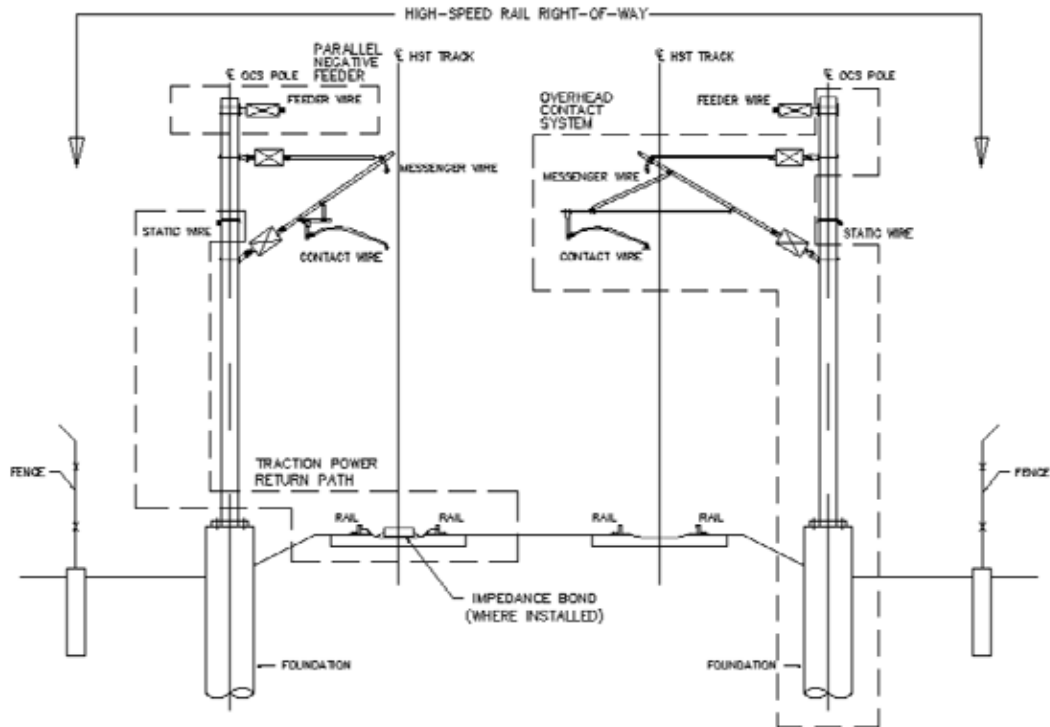 HIGH-SPEED RAIL RIGHT-OF-WAY
PARALLEL
NEGATIVE
FEEDER
℄ OCS POLE
FEEDER WIRE
℄ HST TRACK
℄ HST TRACK
℄ OCS POLE
FEEDER WIRE
OVERHEAD
CONTACT
SYSTEM
MESSENGER WIRE
MESSENGER WIRE
STATIC WIRE
CONTACT WIRE
CONTACT WIRE
STATIC WIRE
FENCE
TRACTION POWER
RETURN PATH
FENCE
RAIL
RAIL
RAIL
RAIL
IMPEDANCE BOND
(WHERE INSTALLED)
FOUNDATION
FOUNDATION